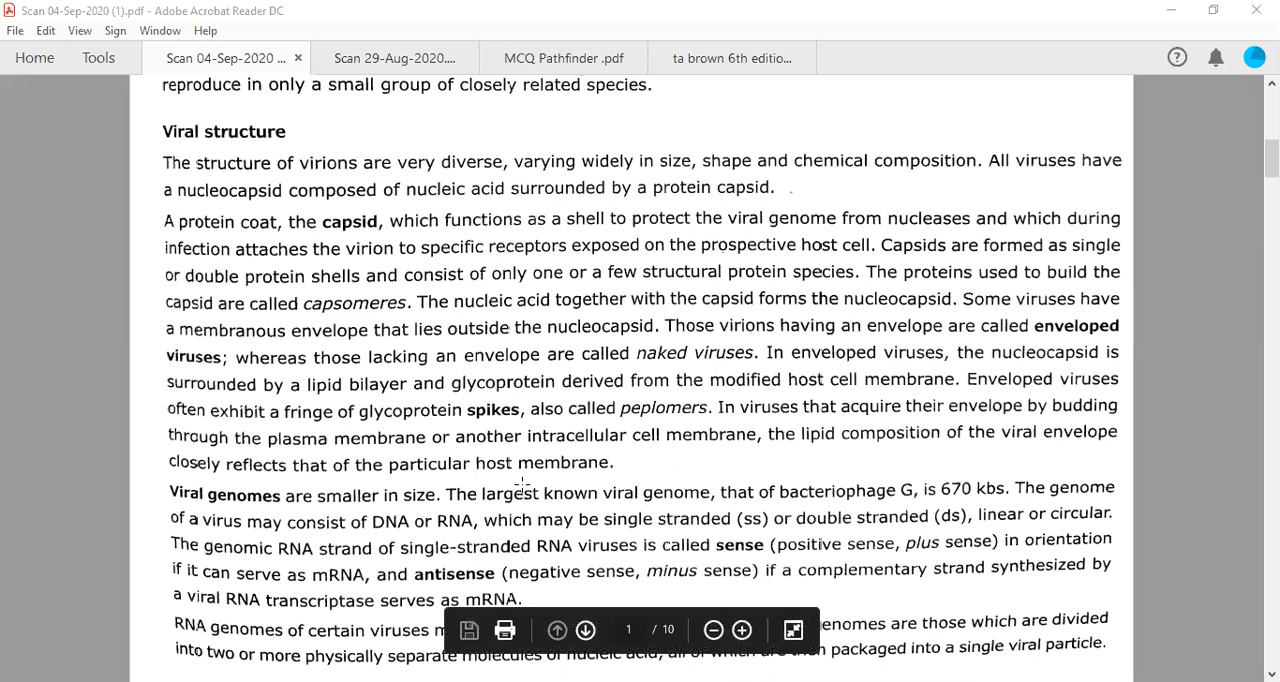 Scan 04-Sep-2020 (1).pdf - Adobe Acrobat Reader DC
File Edit View Sign Window Help
Home Tools Scan 04-Sep-2020 ... × Scan 29-Aug-2020.... MCQ Pathfinder .pdf ta brown 6th editio...
reproduce in only a small group of closely related species.
Viral structure
The structure of virions are very diverse, varying widely in size, shape and chemical composition. All viruses have
a nucleocapsid composed of nucleic acid surrounded by a protein capsid.
A protein coat, the capsid, which functions as a shell to protect the viral genome from nucleases and which during
infection attaches the virion to specific receptors exposed on the prospective host cell. Capsids are formed as single
or double protein shells and consist of only one or a few structural protein species. The proteins used to build the
capsid are called capsomeres. The nucleic acid together with the capsid forms the nucleocapsid. Some viruses have
a membranous envelope that lies outside the nucleocapsid. Those virions having an envelope are called enveloped
viruses; whereas those lacking an envelope are called naked viruses. In enveloped viruses, the nucleocapsid is
surrounded by a lipid bilayer and glycoprotein derived from the modified host cell membrane. Enveloped viruses
often exhibit a fringe of glycoprotein spikes, also called peplomers. In viruses that acquire their envelope by budding
through the plasma membrane or another intracellular cell membrane, the lipid composition of the viral envelope
closely reflects that of the particular host membrane.
Viral genomes are smaller in size. The largest known viral genome, that of bacteriophage G, is 670 kbs. The genome
of a virus may consist of DNA or RNA, which may be single stranded (ss) or double stranded (ds), linear or circular.
The genomic RNA strand of single-stranded RNA viruses is called sense (positive sense, plus sense) in orientation
if it can serve as mRNA, and antisense (negative sense, minus sense) if a complementary strand synthesized by
a viral RNA transcriptase serves as mRNA.
RNA genomes of certain viruses genomes are those which are divided
into two or more physically separate molecules of nucleic acid, all of which are then packaged into a single viral particle.
1 / 10